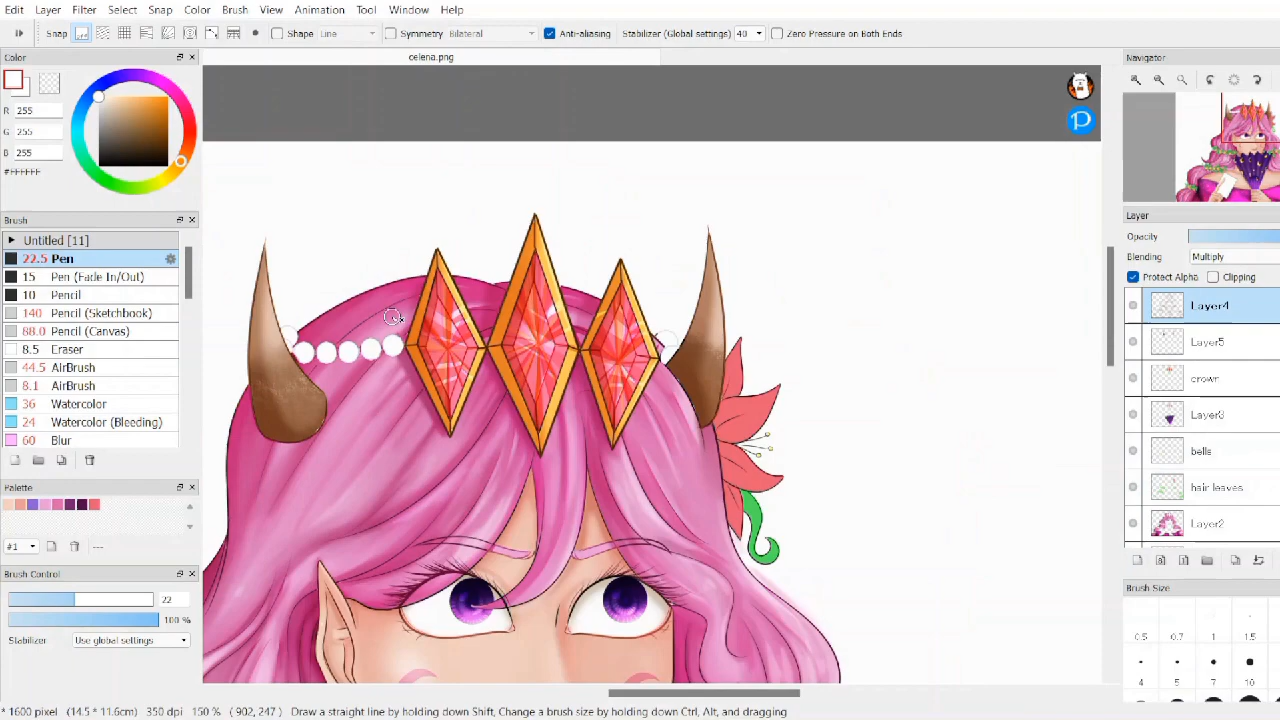 Edit Layer Filter Select Snap Color Brush View Animation Tool Window Help
Snap Shape Line Symmetry Bilateral Anti-aliasing Stabilizer (Global settings) 40 Zero Pressure on Both Ends
Color
celena.png
Navigator
R 255
G 255
B 255
#FFFFFF
Brush
Untitled [11]
22.5 Pen
15 Pen (Fade In/Out)
10 Pencil
140 Pencil (Sketchbook)
88.0 Pencil (Canvas)
8.5 Eraser
44.5 AirBrush
8.1 AirBrush
36 Watercolor
24 Watercolor (Bleeding)
60 Blur
Palette
#1 ---
Brush Control
22
100 %
Stabilizer Use global settings
P
Layer
Opacity
Blending Multiply
Protect Alpha Clipping
Layer4
Layer5
crown
Layer3
bells
hair leaves
Layer2
Brush Size
0.5 0.7 1 1.5
4 5 7 10
* 1600 pixel (14.5 * 11.6cm) 350 dpi 150 % ( 902, 247 ) Draw a straight line by holding down Shift, Change a brush size by holding down Ctrl, Alt, and dragging